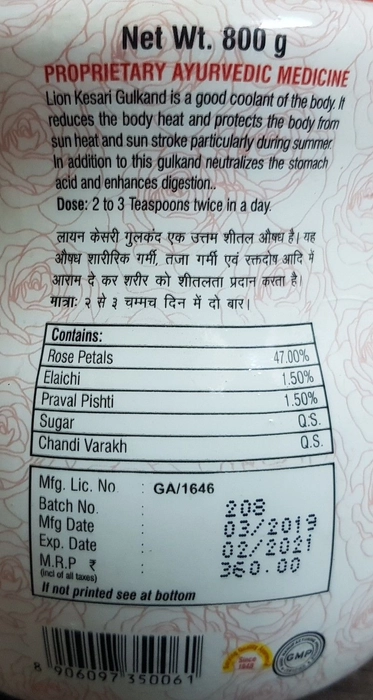 Net Wt. 800 g
PROPRIETARY AYURVEDIC MEDICINE
Lion Kesari Gulkand is a good coolant of the body. It
reduces the body heat and protects the body from
sun heat and sun stroke particularly during summer.
In addition to this gulkand neutralizes the stomach
acid and enhances digestion..
Dose: 2 to 3 Teaspoons twice in a day.
लायन केसरी गुलकंद एक उत्तम शीतल औषध है। यह
औषध शारीरिक गर्मी, तजा गर्मी एवं रक्तदोष आदि में
आराम दे कर शरीर को शीतलता प्रदान करता है।
मात्राः २ से ३ चम्मच दिन में दो बार।
Contains:
Rose Petals 47.00%
Elaichi 1.50%
Praval Pishti 1.50%
Sugar Q.S.
Chandi Varakh Q.S.
Mfg. Lic. No. : GA/1646
Batch No. : 208
Mfg Date : 03/2019
Exp. Date : 02/2021
M.R.P ₹ : 360.00
(incl of all taxes)
If not printed see at bottom
8 906097 350061
Since
GMP